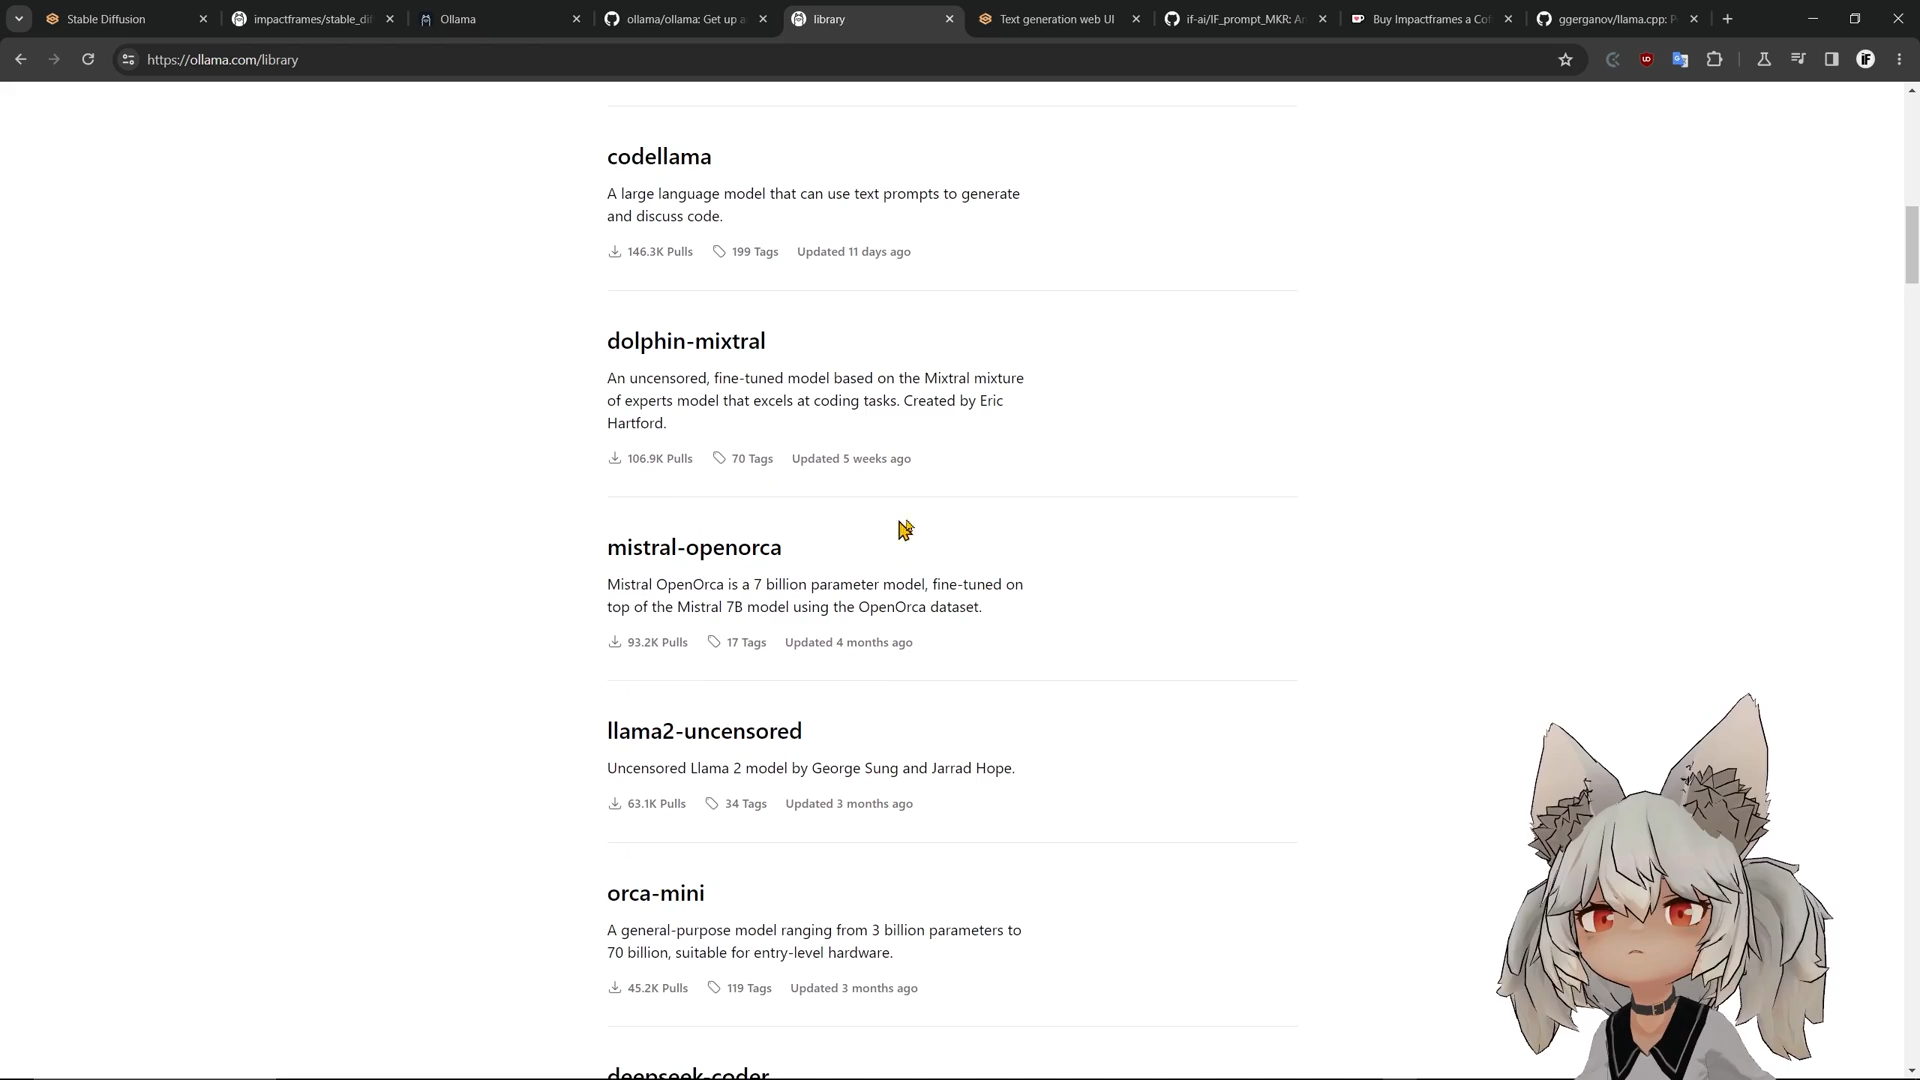 Stable Diffusion
impactframes/stable_dif
Ollama
ollama/ollama: Get up a
library
Text generation web UI
if-ai/IF_prompt_MKR: An
Buy Impactframes a Cof
ggerganov/llama.cpp: P
https://ollama.com/library
codellama
A large language model that can use text prompts to generate
and discuss code.
146.3K Pulls 199 Tags Updated 11 days ago
dolphin-mixtral
An uncensored, fine-tuned model based on the Mixtral mixture
of experts model that excels at coding tasks. Created by Eric
Hartford.
106.9K Pulls 70 Tags Updated 5 weeks ago
mistral-openorca
Mistral OpenOrca is a 7 billion parameter model, fine-tuned on
top of the Mistral 7B model using the OpenOrca dataset.
93.2K Pulls 17 Tags Updated 4 months ago
llama2-uncensored
Uncensored Llama 2 model by George Sung and Jarrad Hope.
63.1K Pulls 34 Tags Updated 3 months ago
orca-mini
A general-purpose model ranging from 3 billion parameters to
70 billion, suitable for entry-level hardware.
45.2K Pulls 119 Tags Updated 3 months ago
deepseek-coder